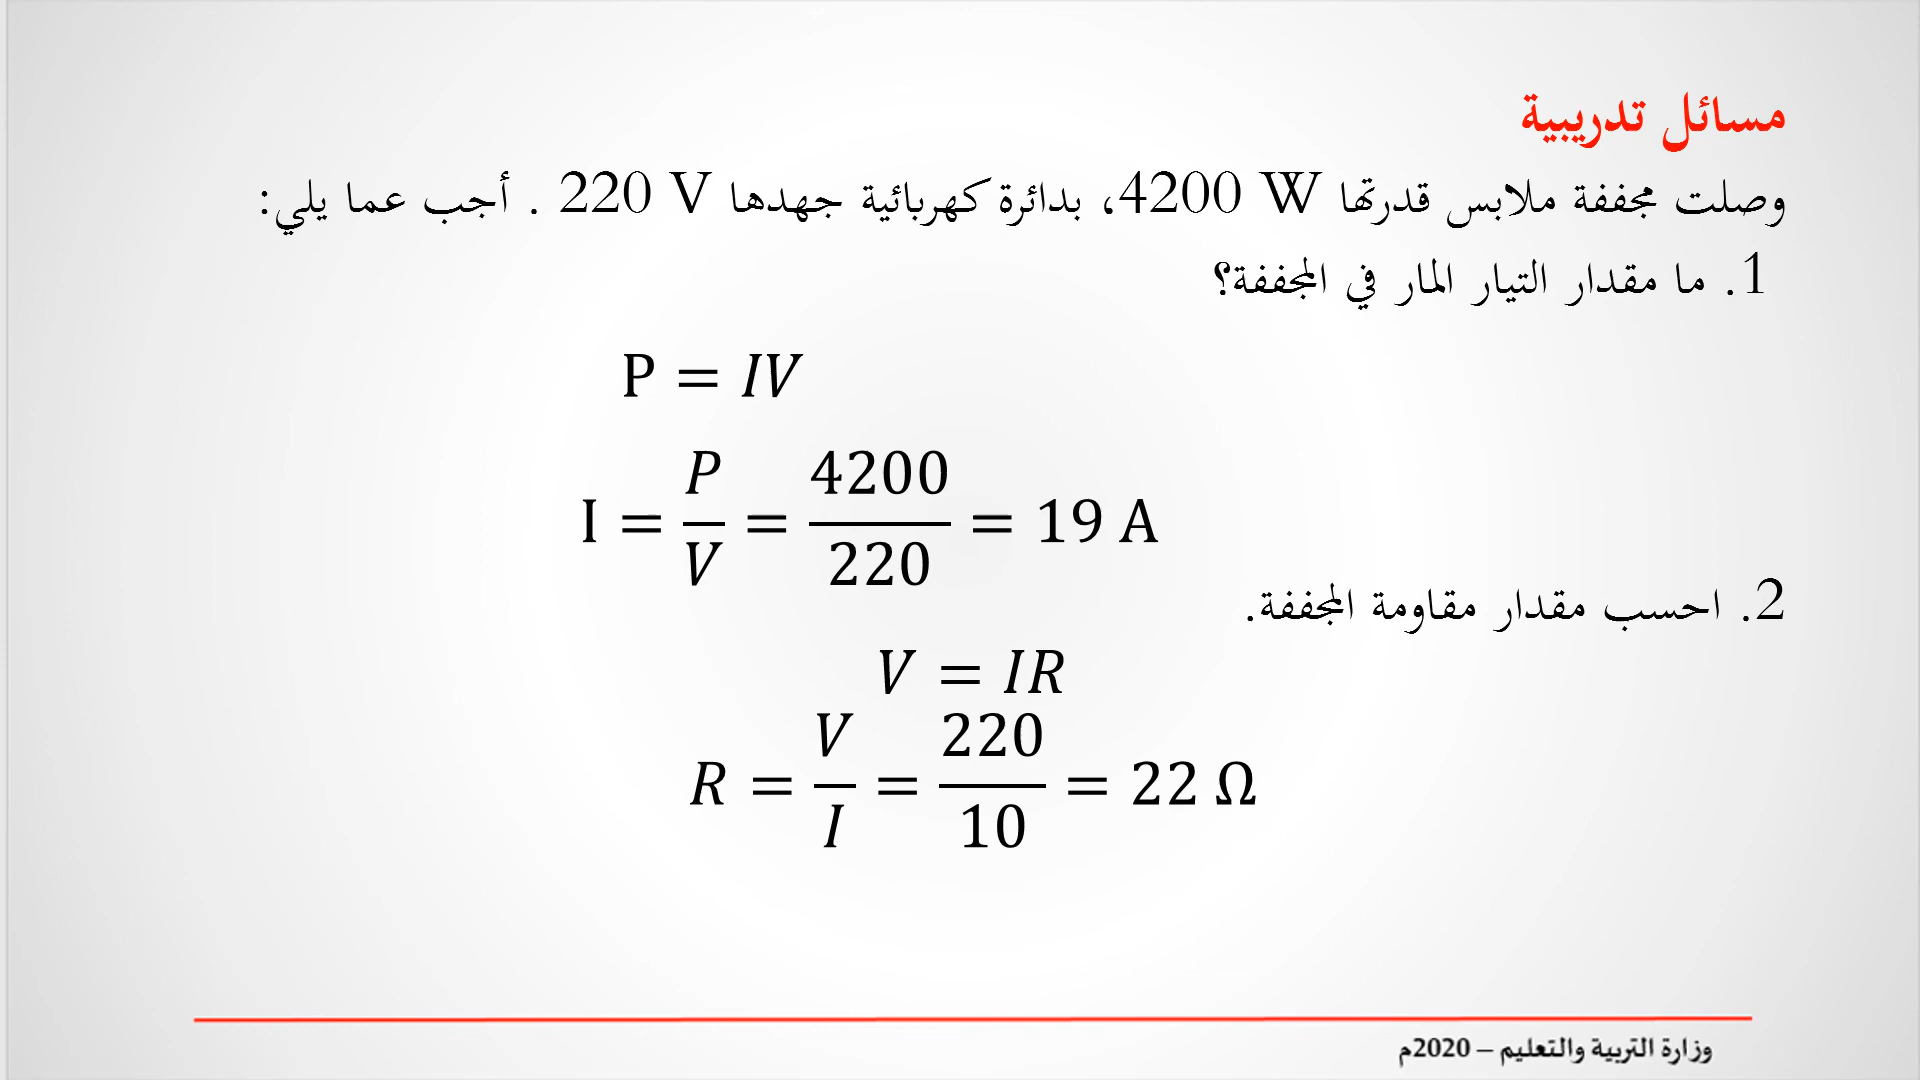 مسائل تدريبية
وصلت مجففة ملابس قدرتها 4200 W، بدائرة كهربائية جهدها 220 V . أجب عما يلي:
1. ما مقدار التيار المار في المجففة؟
P = IV
I = P/V = 4200/220 = 19 A
2. احسب مقدار مقاومة المجففة.
V = IR
R = V/I = 220/10 = 22 Ω
وزارة التربية والتعليم – 2020م